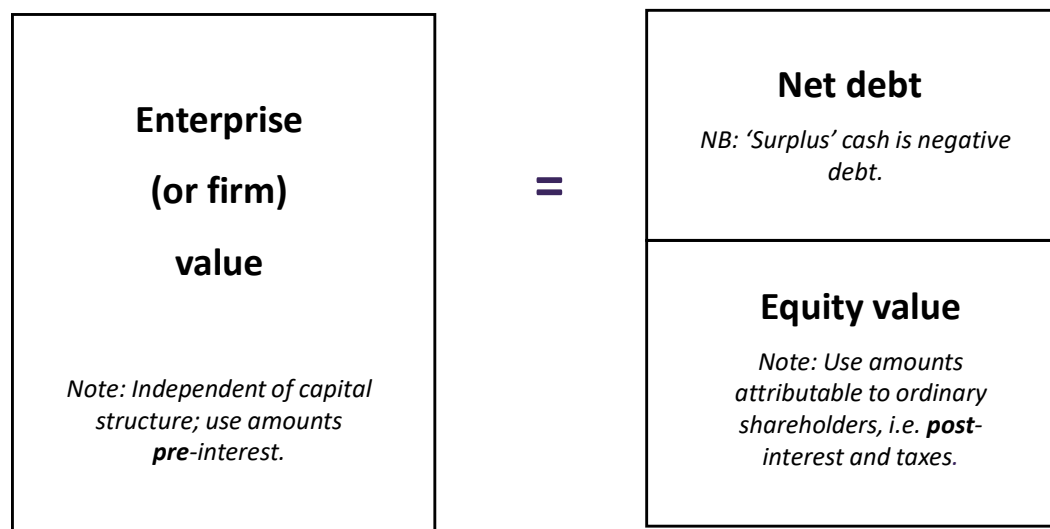 Enterprise
(or firm)
value
Note: Independent of capital
structure; use amounts
pre-interest.
=
Net debt
NB: ‘Surplus’ cash is negative
debt.
Equity value
Note: Use amounts
attributable to ordinary
shareholders, i.e. post-
interest and taxes.